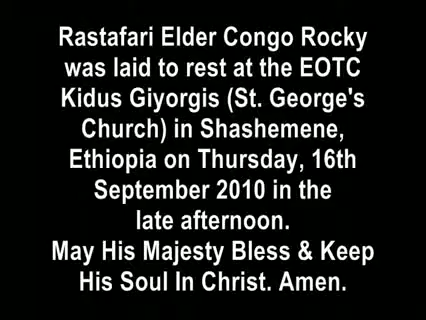 Rastafari Elder Congo Rocky
was laid to rest at the EOTC
Kidus Giyorgis (St. George's
Church) in Shashemene,
Ethiopia on Thursday, 16th
September 2010 in the
late afternoon.
May His Majesty Bless & Keep
His Soul In Christ. Amen.